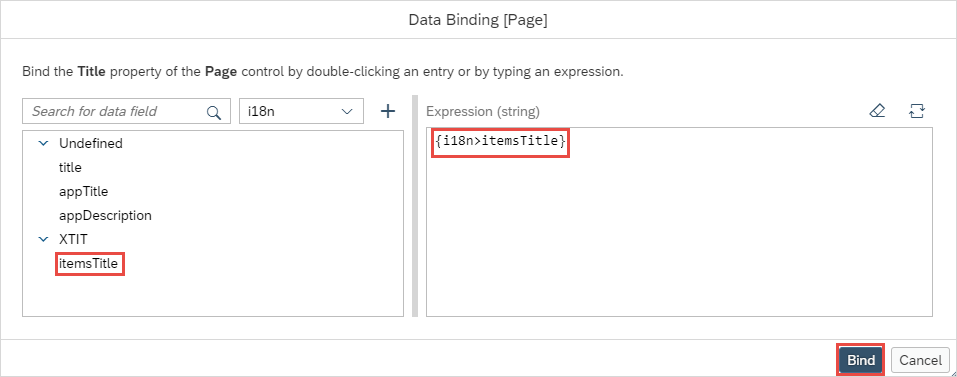 Data Binding [Page]
Bind the Title property of the Page control by double-clicking an entry or by typing an expression.
Search for data field
i18n
Expression (string)
Undefined
title
appTitle
appDescription
XTIT
itemsTitle
{i18n>itemsTitle}
Bind
Cancel